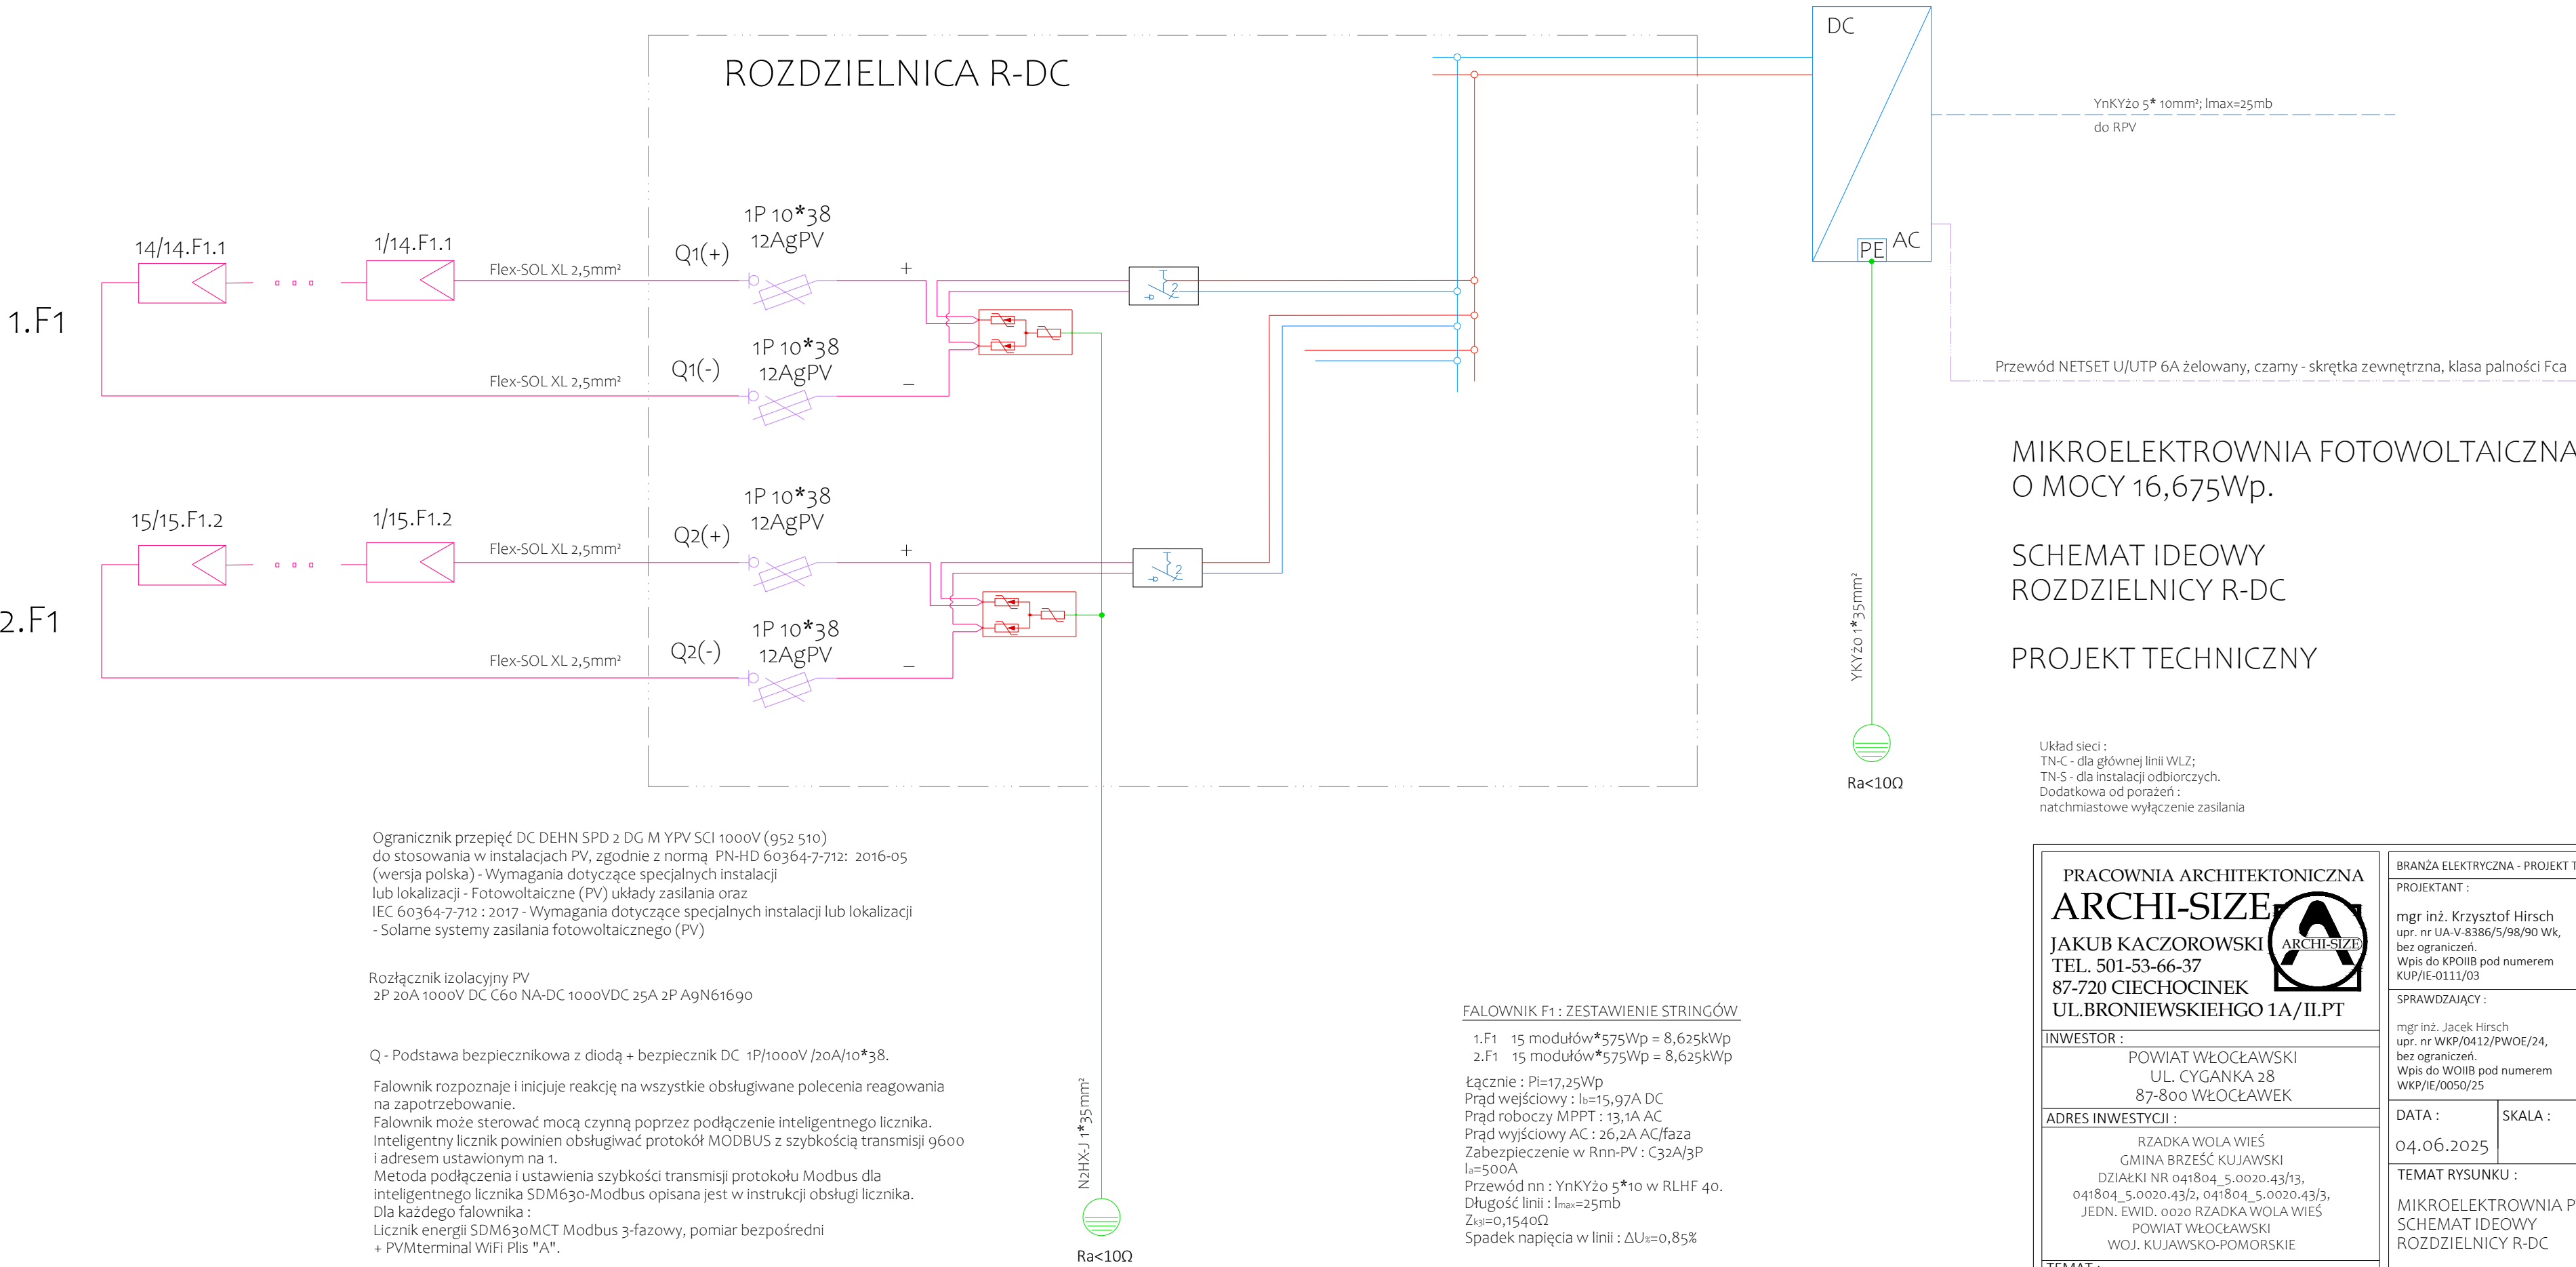 ROZDZIELNICA R-DC
DC
PE
AC
YnKYżo 5*10mm²; lmax=25mb
do RPV
1.F1
14/14.F1.1
1/14.F1.1
Flex-SOL XL 2,5mm²
Q1(+)
1P 10*38
12AgPV
+
2
Flex-SOL XL 2,5mm²
Q1(-)
1P 10*38
12AgPV
–
2.F1
15/15.F1.2
1/15.F1.2
Flex-SOL XL 2,5mm²
Q2(+)
1P 10*38
12AgPV
+
2
Flex-SOL XL 2,5mm²
Q2(-)
1P 10*38
12AgPV
–
Przewód NETSET U/UTP 6A żelowany, czarny - skrętka zewnętrzna, klasa palności Fca
YKYżo 1*35mm²
Ra<10Ω
MIKROELEKTROWNIA FOTOWOLTAICZNA
O MOCY 16,675Wp.
SCHEMAT IDEOWY
ROZDZIELNICY R-DC
PROJEKT TECHNICZNY
Układ sieci :
TN-C - dla głównej linii WLZ;
TN-S - dla instalacji odbiorczych.
Dodatkowa od porażeń :
natchmiastowe wyłączenie zasilania
Ogranicznik przepięć DC DEHN SPD 2 DG M YPV SCI 1000V (952 510)
do stosowania w instalacjach PV, zgodnie z normą PN-HD 60364-7-712: 2016-05
(wersja polska) - Wymagania dotyczące specjalnych instalacji
lub lokalizacji - Fotowoltaiczne (PV) układy zasilania oraz
IEC 60364-7-712 : 2017 - Wymagania dotyczące specjalnych instalacji lub lokalizacji
- Solarne systemy zasilania fotowoltaicznego (PV)
Rozłącznik izolacyjny PV
2P 20A 1000V DC C60 NA-DC 1000VDC 25A 2P A9N61690
Q - Podstawa bezpiecznikowa z diodą + bezpiecznik DC 1P/1000V /20A/10*38.
Falownik rozpoznaje i inicjuje reakcję na wszystkie obsługiwane polecenia reagowania
na zapotrzebowanie.
Falownik może sterować mocą czynną poprzez podłączenie inteligentnego licznika.
Inteligentny licznik powinien obsługiwać protokół MODBUS z szybkością transmisji 9600
i adresem ustawionym na 1.
Metoda podłączenia i ustawienia szybkości transmisji protokołu Modbus dla
inteligentnego licznika SDM630-Modbus opisana jest w instrukcji obsługi licznika.
Dla każdego falownika :
Licznik energii SDM630MCT Modbus 3-fazowy, pomiar bezpośredni
+ PVMterminal WiFi Plis "A".
N2HX-J 1*35mm²
Ra<10Ω
FALOWNIK F1 : ZESTAWIENIE STRINGÓW
1.F1 15 modułów*575Wp = 8,625kWp
2.F1 15 modułów*575Wp = 8,625kWp
Łącznie : Pi=17,25Wp
Prąd wejściowy : Ib=15,97A DC
Prąd roboczy MPPT : 13,1A AC
Prąd wyjściowy AC : 26,2A AC/faza
Zabezpieczenie w Rnn-PV : C32A/3P
Ia=500A
Przewód nn : YnKYżo 5*10 w RLHF 40.
Długość linii : lmax=25mb
Zk3l=0,1540Ω
Spadek napięcia w linii : ΔU%=0,85%
PRACOWNIA ARCHITEKTONICZNA
ARCHI-SIZE
ARCHI-SIZE
JAKUB KACZOROWSKI
TEL. 501-53-66-37
87-720 CIECHOCINEK
UL.BRONIEWSKIEHGO 1A/II.PT
INWESTOR :
POWIAT WŁOCŁAWSKI
UL. CYGANKA 28
87-800 WŁOCŁAWEK
ADRES INWESTYCJI :
RZADKA WOLA WIEŚ
GMINA BRZEŚĆ KUJAWSKI
DZIAŁKI NR 041804_5.0020.43/13,
041804_5.0020.43/2, 041804_5.0020.43/3,
JEDN. EWID. 0020 RZADKA WOLA WIEŚ
POWIAT WŁOCŁAWSKI
WOJ. KUJAWSKO-POMORSKIE
TEMAT :
BRANŻA ELEKTRYCZNA - PROJEKT T
PROJEKTANT :
mgr inż. Krzysztof Hirsch
upr. nr UA-V-8386/5/98/90 Wk,
bez ograniczeń.
Wpis do KPOIIB pod numerem
KUP/IE-0111/03
SPRAWDZAJĄCY :
mgr inż. Jacek Hirsch
upr. nr WKP/0412/PWOE/24,
bez ograniczeń.
Wpis do WOIIB pod numerem
WKP/IE/0050/25
DATA :
04.06.2025
SKALA :
TEMAT RYSUNKU :
MIKROELEKTROWNIA P
SCHEMAT IDEOWY
ROZDZIELNICY R-DC